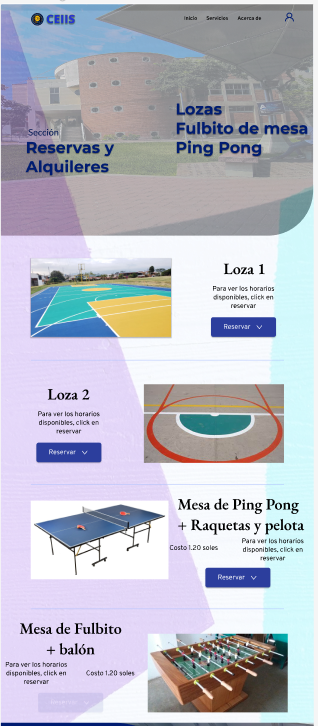 CEIIS
Inicio Servicios Acerca de
Lozas
Fulbito de mesa
Ping Pong
Sección
Reservas y
Alquileres
Loza 1
Para ver los horarios
disponibles, click en
reservar
Reservar
Loza 2
Para ver los horarios
disponibles, click en
reservar
Reservar
Mesa de Ping Pong
+ Raquetas y pelota
Costo 1.20 soles
Para ver los horarios
disponibles, click en
reservar
Reservar
Mesa de Fulbito
+ balón
Para ver los horarios
disponibles, click en
reservar
Costo 1.20 soles
Reservar